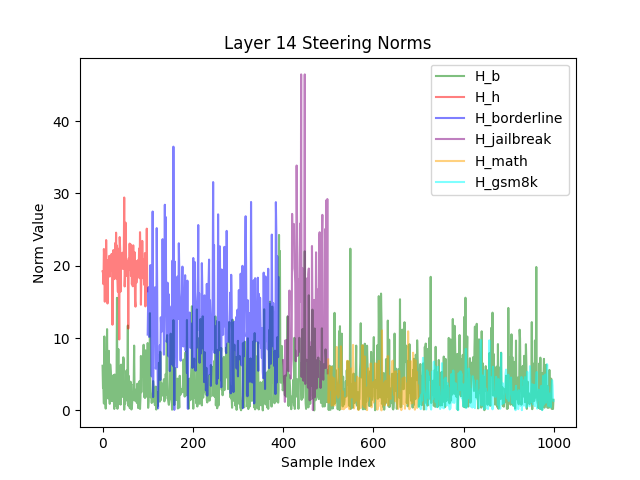 Layer 14 Steering Norms
H_b
H_h
H_borderline
H_jailbreak
H_math
H_gsm8k
Norm Value
40
30
20
10
0
0 200 400 600 800 1000
Sample Index